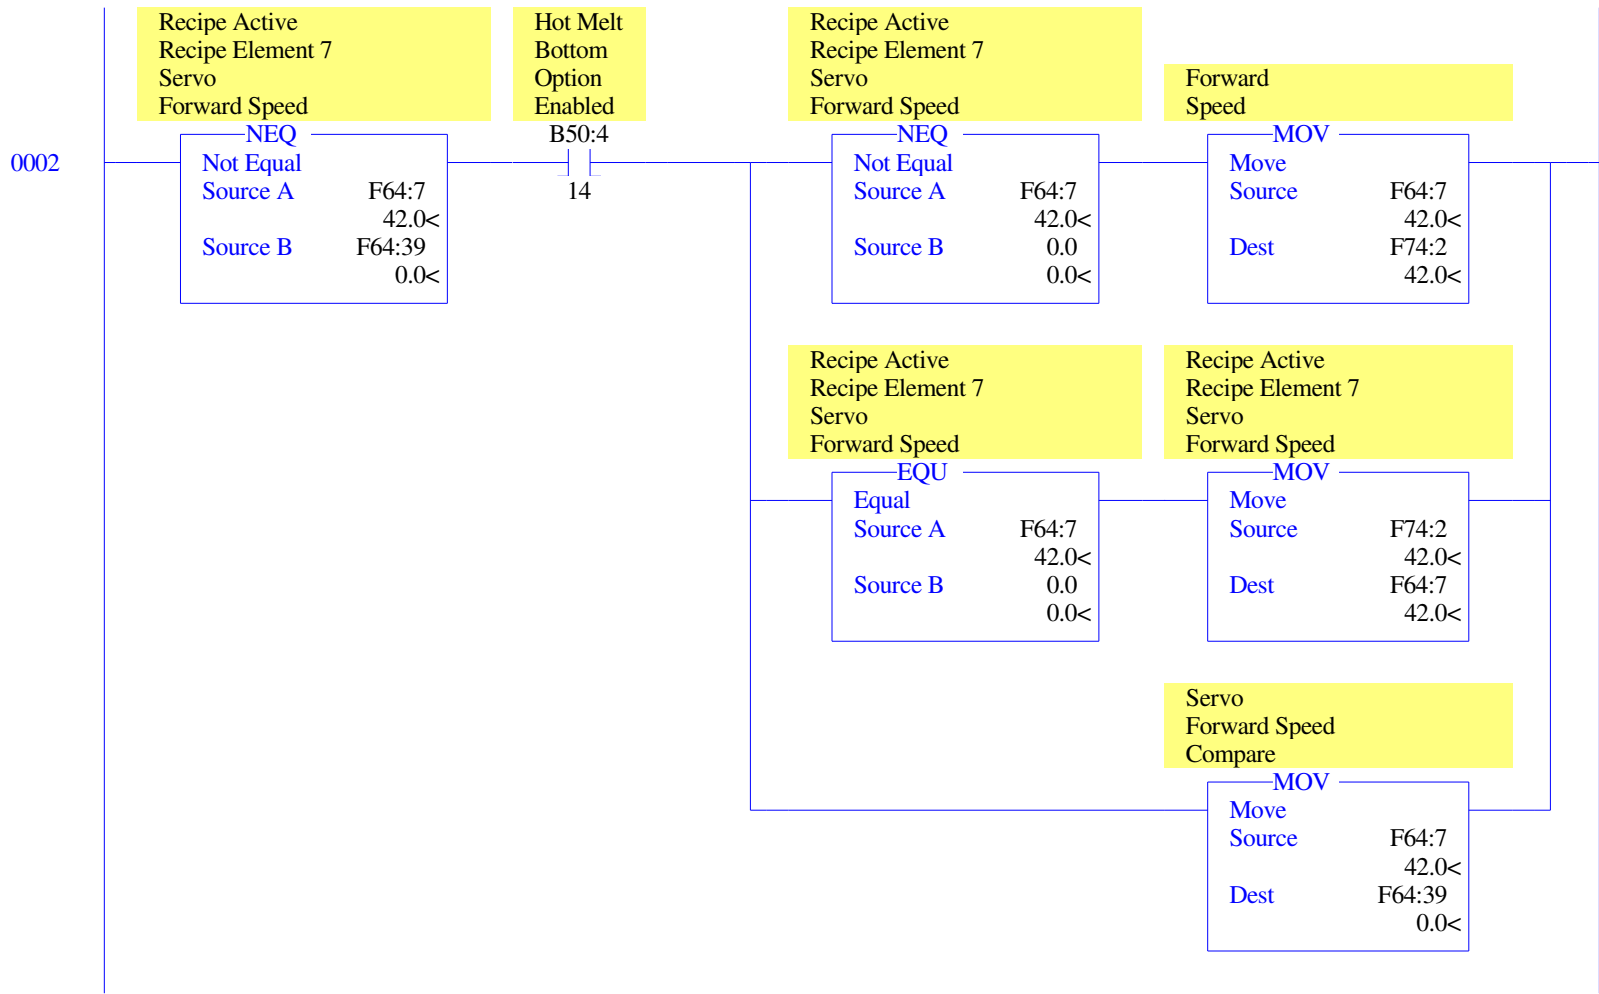 Recipe Active
Recipe Element 7
Servo
Forward Speed
Hot Melt
Bottom
Option
Enabled
Recipe Active
Recipe Element 7
Servo
Forward Speed
Forward
Speed
0002
NEQ
Not Equal
Source A F64:7
42.0<
Source B F64:39
0.0<
B50:4
14
NEQ
Not Equal
Source A F64:7
42.0<
Source B 0.0
0.0<
MOV
Move
Source F64:7
42.0<
Dest F74:2
42.0<
Recipe Active
Recipe Element 7
Servo
Forward Speed
Recipe Active
Recipe Element 7
Servo
Forward Speed
EQU
Equal
Source A F64:7
42.0<
Source B 0.0
0.0<
MOV
Move
Source F74:2
42.0<
Dest F64:7
42.0<
Servo
Forward Speed
Compare
MOV
Move
Source F64:7
42.0<
Dest F64:39
0.0<